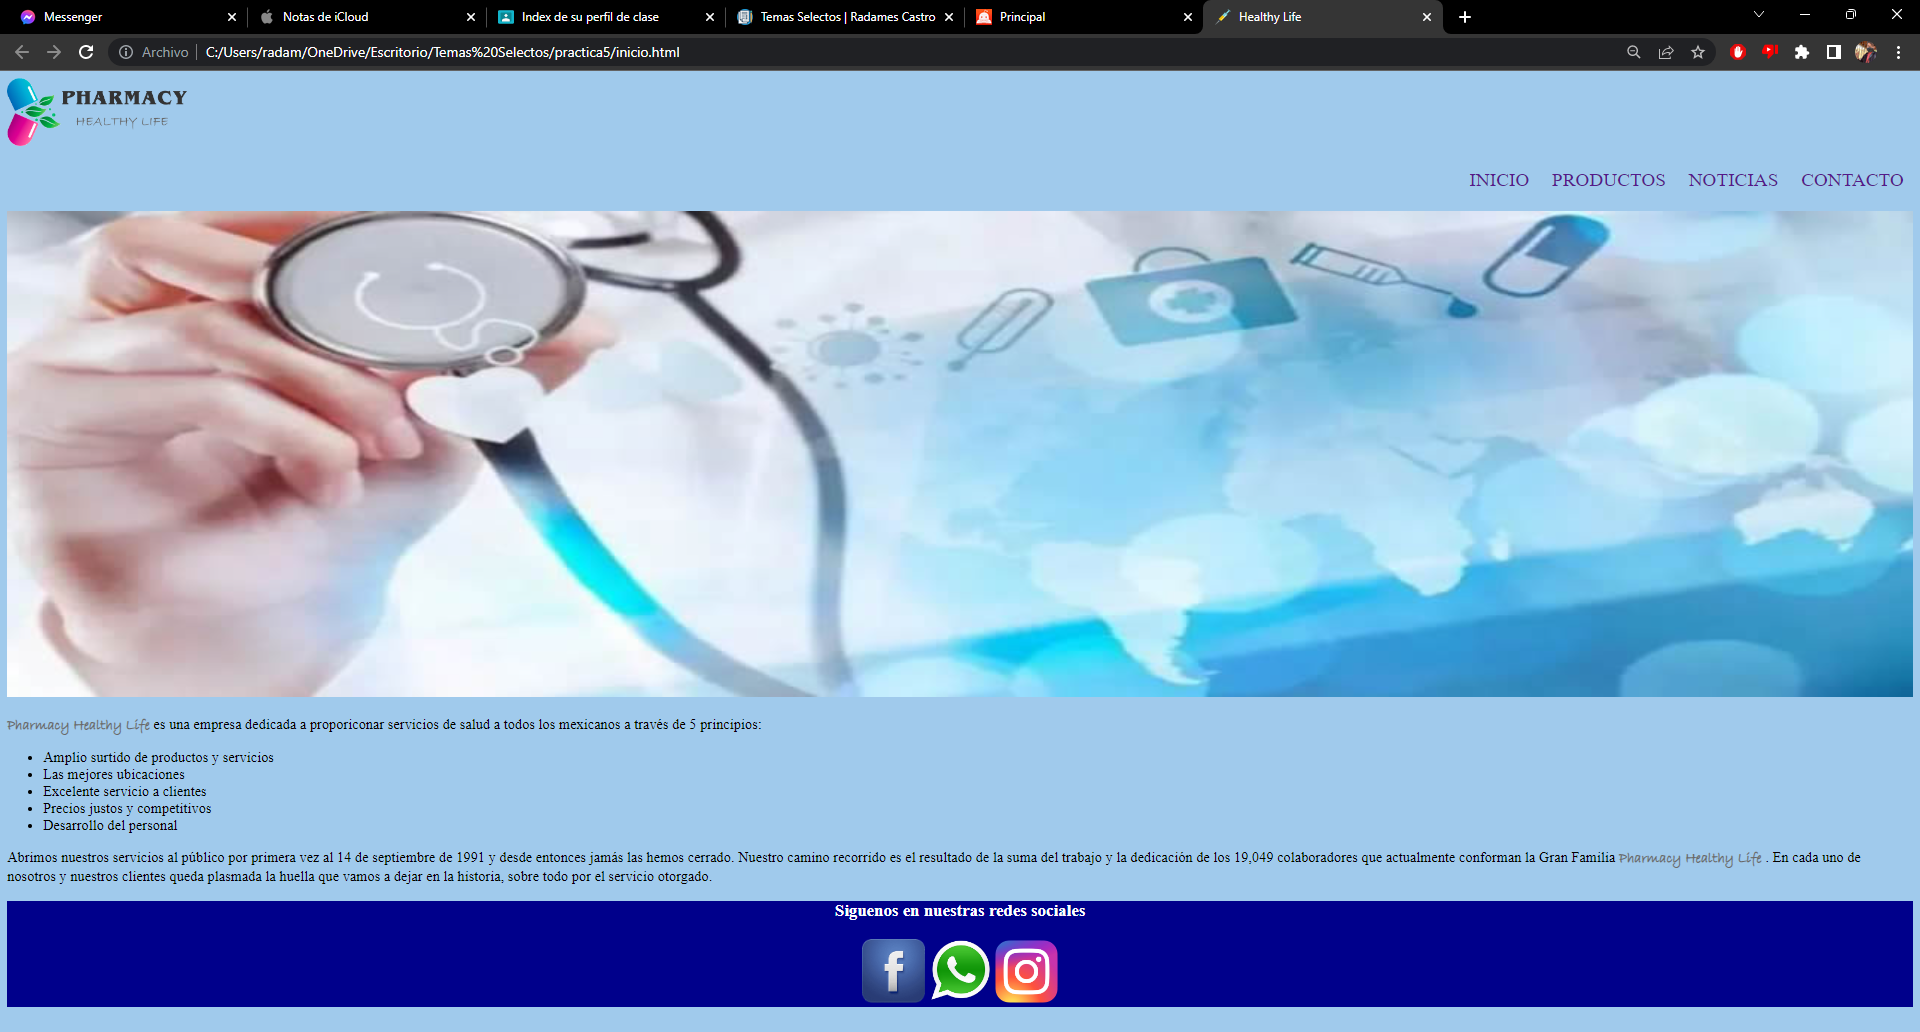 Messenger
Notas de iCloud
Index de su perfil de clase
Temas Selectos | Radames Castro
Principal
Healthy Life
Archivo | C:/Users/radam/OneDrive/Escritorio/Temas%20Selectos/practica5/inicio.html
PHARMACY
HEALTHY LIFE
INICIO PRODUCTOS NOTICIAS CONTACTO
Pharmacy Healthy Life es una empresa dedicada a proporiconar servicios de salud a todos los mexicanos a través de 5 principios:
• Amplio surtido de productos y servicios
• Las mejores ubicaciones
• Excelente servicio a clientes
• Precios justos y competitivos
• Desarrollo del personal
Abrimos nuestros servicios al público por primera vez al 14 de septiembre de 1991 y desde entonces jamás las hemos cerrado. Nuestro camino recorrido es el resultado de la suma del trabajo y la dedicación de los 19,049 colaboradores que actualmente conforman la Gran Familia Pharmacy Healthy Life . En cada uno de
nosotros y nuestros clientes queda plasmada la huella que vamos a dejar en la historia, sobre todo por el servicio otorgado.
Siguenos en nuestras redes sociales